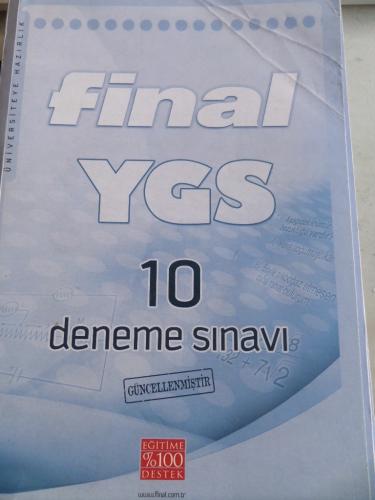 ÜNİVERSİTEYE HAZIRLIK
final
YGS
10
deneme sınavı
GÜNCELLENMİŞTİR
EĞİTİME
%100
DESTEK
www.final.com.tr